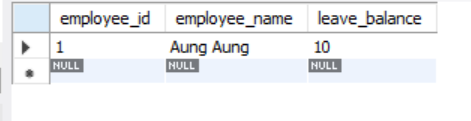 employee_id employee_name leave_balance
1 Aung Aung 10
NULL NULL NULL